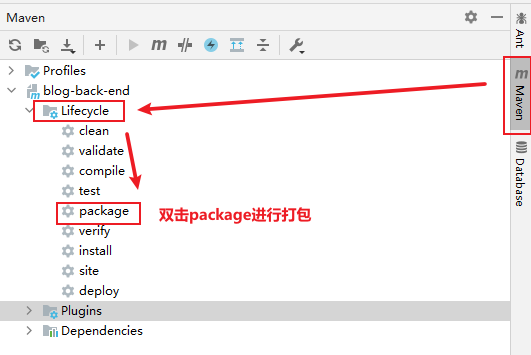 Maven
Profiles
blog-back-end
Lifecycle
clean
validate
compile
test
package
双击package进行打包
verify
install
site
deploy
Plugins
Dependencies
Ant
m
Maven
Database